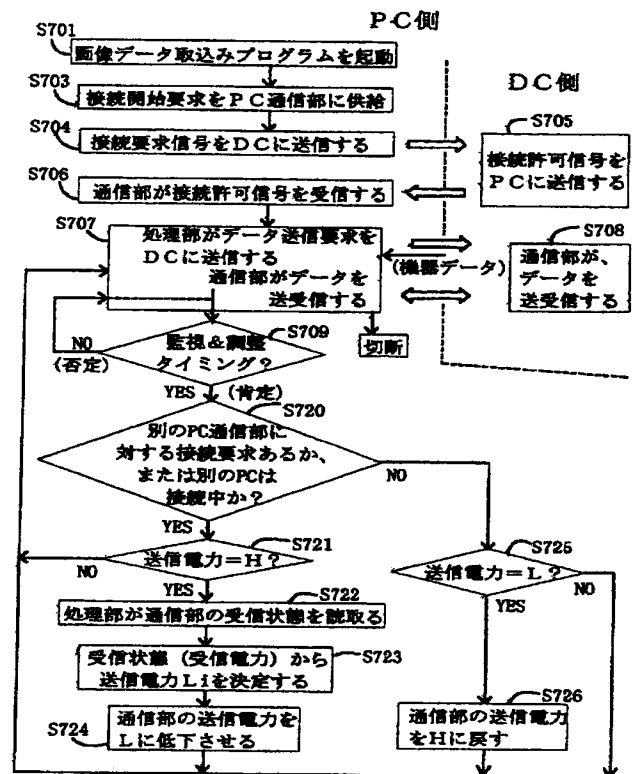 PC側
DC側
S701
画像データ取込みプログラムを起動
S703
接続開始要求をPC通信部に供給
S704
接続要求信号をDCに送信する
S705
接続許可信号を
PCに送信する
S706
通信部が接続許可信号を受信する
S707
処理部がデータ送信要求を
DCに送信する
通信部がデータを
送受信する
(機器データ)
S708
通信部が、
データを
送受信する
切断
S709
監視&調整
タイミング?
NO
(否定)
YES (肯定)
S720
別のPC通信部に
対する接続要求あるか、
または別のPCは
接続中か?
NO
YES
S721
送信電力=H?
NO
YES
S722
処理部が通信部の受信状態を読取る
S723
受信状態(受信電力)から
送信電力Liを決定する
S724
通信部の送信電力を
Lに低下させる
S725
送信電力=L?
NO
YES
S726
通信部の送信電力
をHに戻す